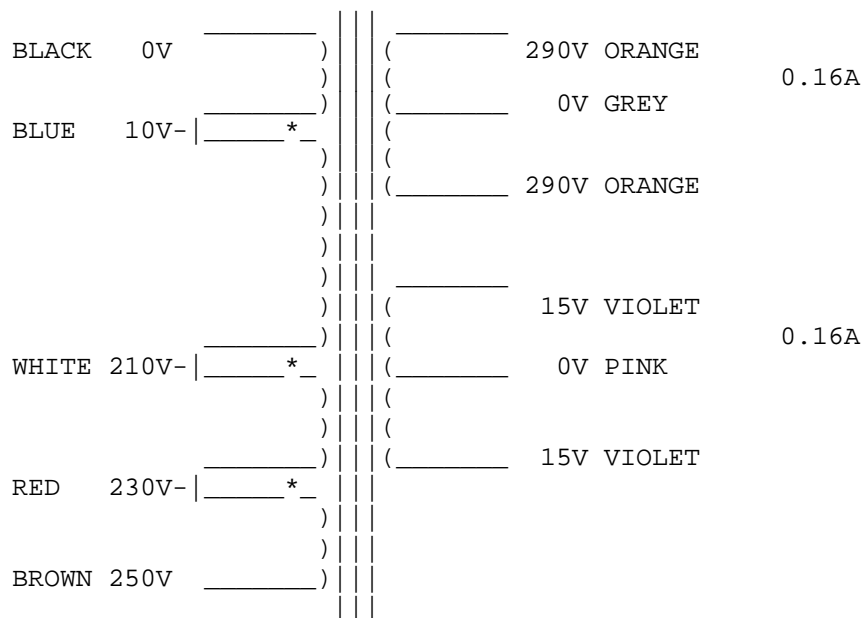 BLACK 0V
290V ORANGE
0.16A
0V GREY
BLUE 10V-
290V ORANGE
15V VIOLET
0.16A
WHITE 210V-
0V PINK
15V VIOLET
RED 230V-
BROWN 250V